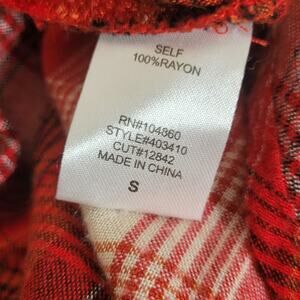 SELF
100%RAYON
RN#104860
STYLE#403410
CUT#12842
MADE IN CHINA
S